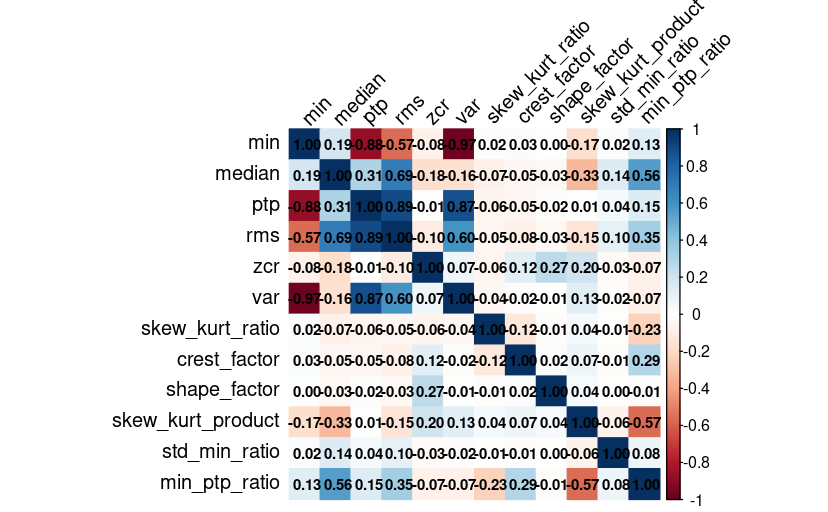 min median ptp rms zcr var skew_kurt_ratio crest_factor shape_factor skew_kurt_product std_min_ratio min_ptp_ratio
min 1.00 0.19 -0.88 -0.57 -0.08 -0.97 0.02 0.03 0.00 -0.17 0.02 0.13
median 0.19 1.00 0.31 0.69 -0.18 -0.16 -0.07 -0.05 -0.03 -0.33 0.14 0.56
ptp -0.88 0.31 1.00 0.89 -0.01 0.87 -0.06 -0.05 -0.02 0.01 0.04 0.15
rms -0.57 0.69 0.89 1.00 -0.10 0.60 -0.05 -0.08 -0.03 -0.15 0.10 0.35
zcr -0.08 -0.18 -0.01 -0.10 1.00 0.07 -0.06 0.12 0.27 0.20 -0.03 -0.07
var -0.97 -0.16 0.87 0.60 0.07 1.00 -0.04 -0.02 -0.01 0.13 -0.02 -0.07
skew_kurt_ratio 0.02 -0.07 -0.06 -0.05 -0.06 -0.04 1.00 -0.12 -0.01 0.04 -0.01 -0.23
crest_factor 0.03 -0.05 -0.05 -0.08 0.12 -0.02 -0.12 1.00 0.02 0.07 -0.01 0.29
shape_factor 0.00 -0.03 -0.02 -0.03 0.27 -0.01 -0.01 0.02 1.00 0.04 0.00 -0.01
skew_kurt_product -0.17 -0.33 0.01 -0.15 0.20 0.13 0.04 0.07 0.04 1.00 -0.06 -0.57
std_min_ratio 0.02 0.14 0.04 0.10 -0.03 -0.02 -0.01 -0.01 0.00 -0.06 1.00 0.08
min_ptp_ratio 0.13 0.56 0.15 0.35 -0.07 -0.07 -0.23 0.29 -0.01 -0.57 0.08 1.00
1
0.8
0.6
0.4
0.2
0
-0.2
-0.4
-0.6
-0.8
-1